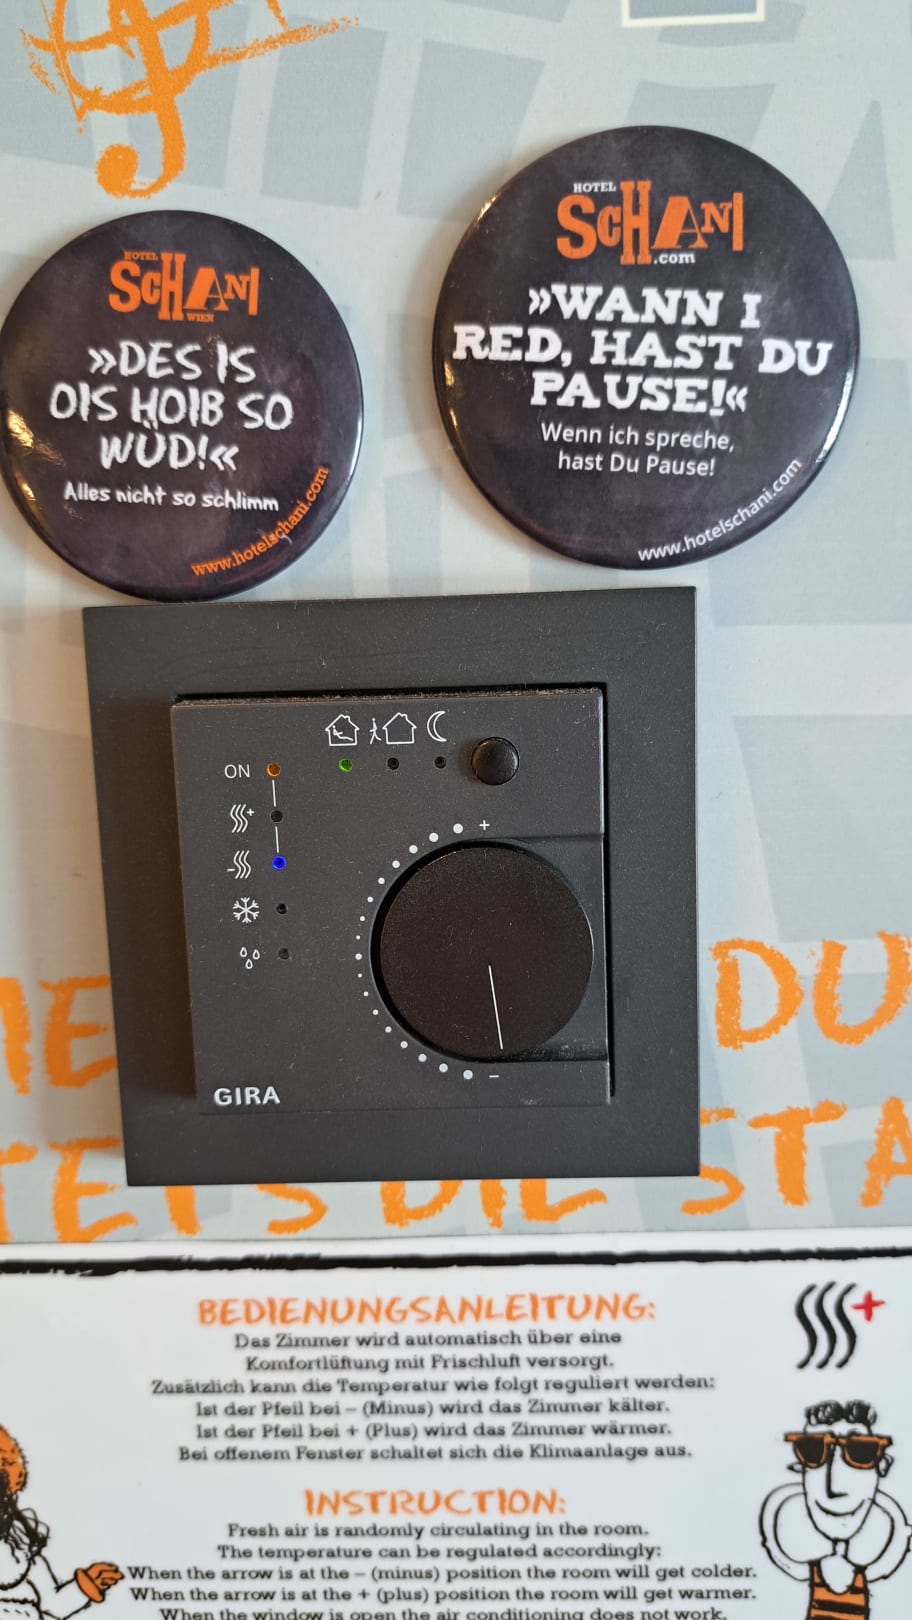 HOTEL
SCHANI
WIEN
»DES IS
OIS HOIB SO
WÜD!«
Alles nicht so schlimm
www.hotelschani.com
HOTEL
SCHANI
.com
»WANN I
RED, HAST DU
PAUSE!«
Wenn ich spreche,
hast Du Pause!
www.hotelschani.com
ON
+
+
-
-
GIRA
DU
DIE STA
BEDIENUNGSANLEITUNG:
Das Zimmer wird automatisch über eine
Komfortlüftung mit Frischluft versorgt.
Zusätzlich kann die Temperatur wie folgt reguliert werden:
Ist der Pfeil bei – (Minus) wird das Zimmer kälter.
Ist der Pfeil bei + (Plus) wird das Zimmer wärmer.
Bei offenem Fenster schaltet sich die Klimaanlage aus.
INSTRUCTION:
Fresh air is randomly circulating in the room.
The temperature can be regulated accordingly:
When the arrow is at the – (minus) position the room will get colder.
When the arrow is at the + (plus) position the room will get warmer.
When the window is open the air conditioning does not work.